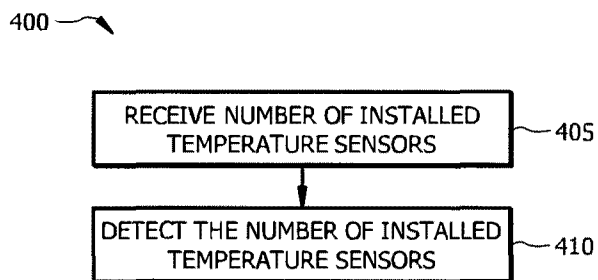 400
RECEIVE NUMBER OF INSTALLED
TEMPERATURE SENSORS
405
DETECT THE NUMBER OF INSTALLED
TEMPERATURE SENSORS
410